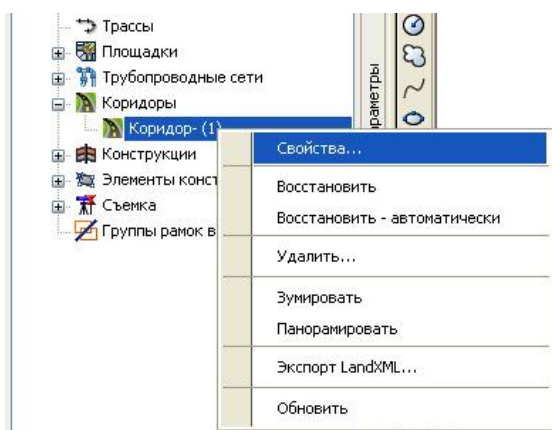 Трассы
Площадки
Трубопроводные сети
Коридоры
Коридор- (1)
Конструкции
Элементы конст
Съемка
Группы рамок в
раметры
Свойства...
Восстановить
Восстановить - автоматически
Удалить...
Зумировать
Панорамировать
Экспорт LandXML...
Обновить